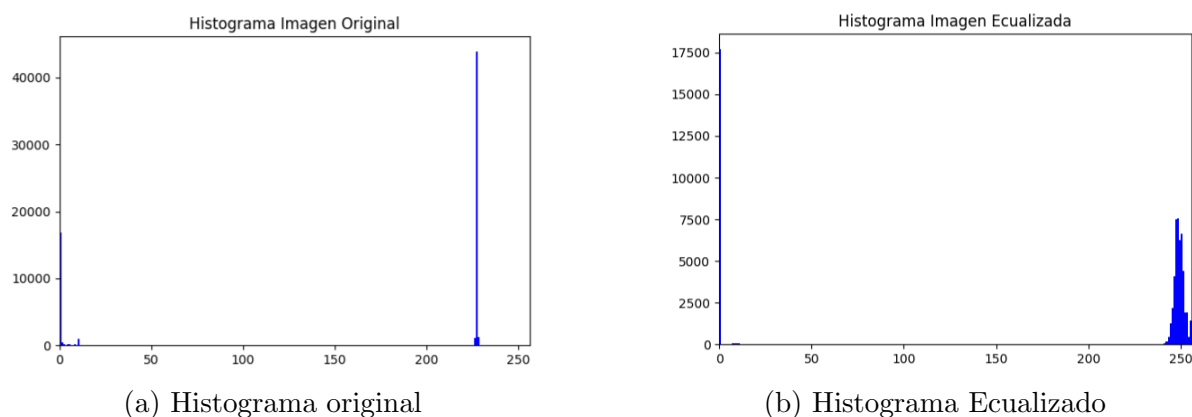 Histograma Imagen Original
40000
30000
20000
10000
0
0 50 100 150 200 250
(a) Histograma original
Histograma Imagen Ecualizada
17500
15000
12500
10000
7500
5000
2500
0
0 50 100 150 200 250
(b) Histograma Ecualizado